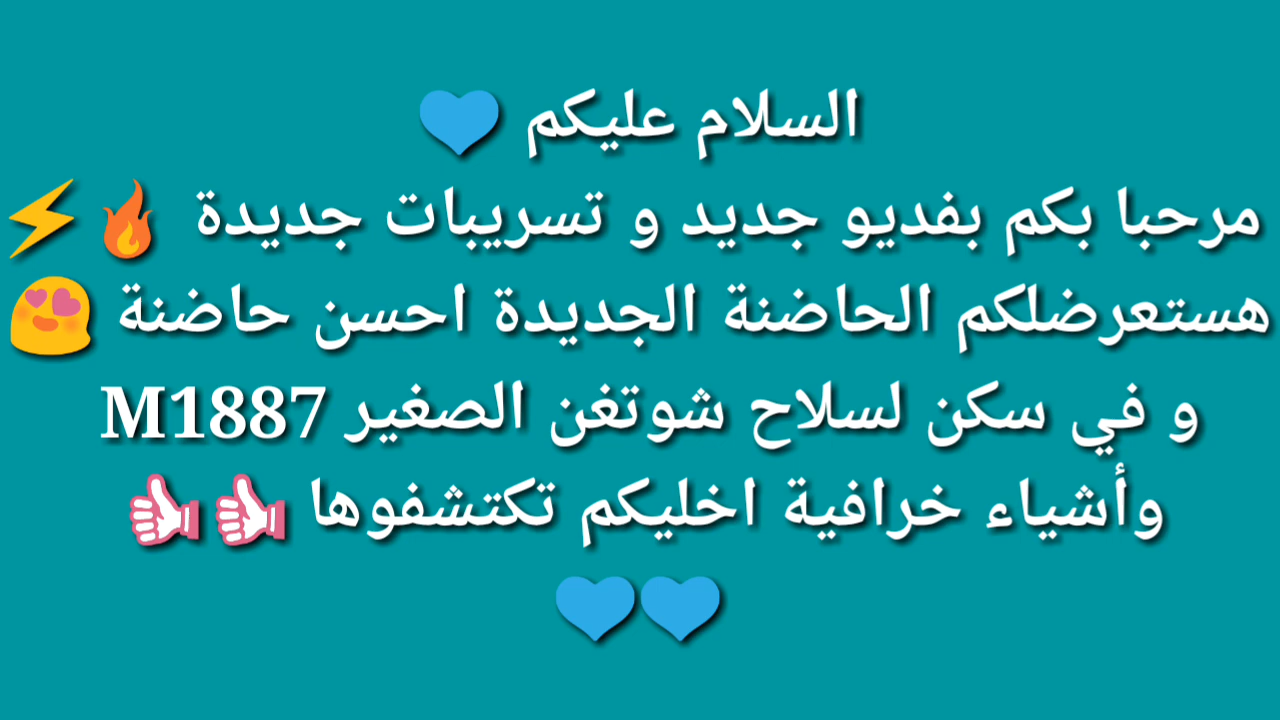 السلام عليكم 💙
مرحبا بكم بفديو جديد و تسريبات جديدة 🔥⚡
هستعرضلكم الحاضنة الجديدة احسن حاضنة 😍
و في سكن لسلاح شوتغن الصغير M1887
وأشياء خرافية اخليكم تكتشفوها 👍👍
💙💙